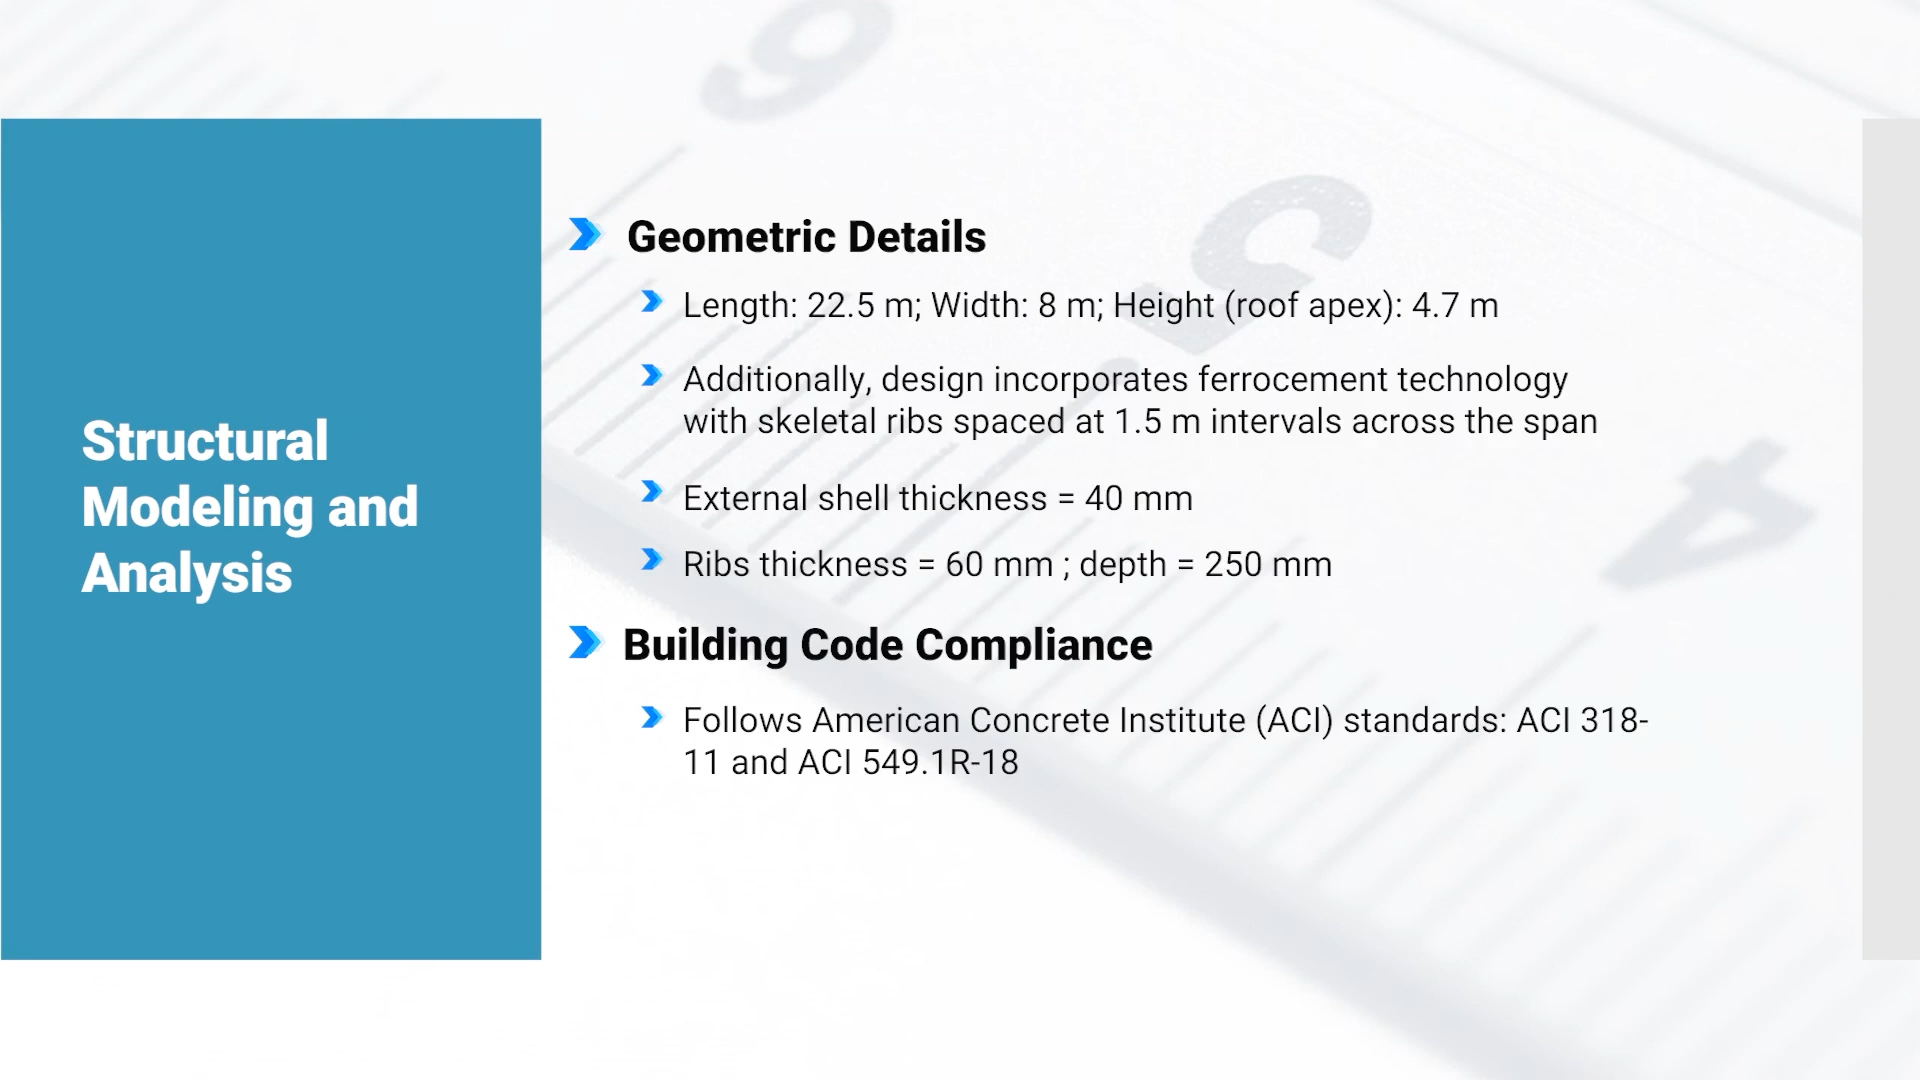 Structural
Modeling and
Analysis
Geometric Details
Length: 22.5 m; Width: 8 m; Height (roof apex): 4.7 m
Additionally, design incorporates ferrocement technology
with skeletal ribs spaced at 1.5 m intervals across the span
External shell thickness = 40 mm
Ribs thickness = 60 mm ; depth = 250 mm
Building Code Compliance
Follows American Concrete Institute (ACI) standards: ACI 318-
11 and ACI 549.1R-18
6
5
4